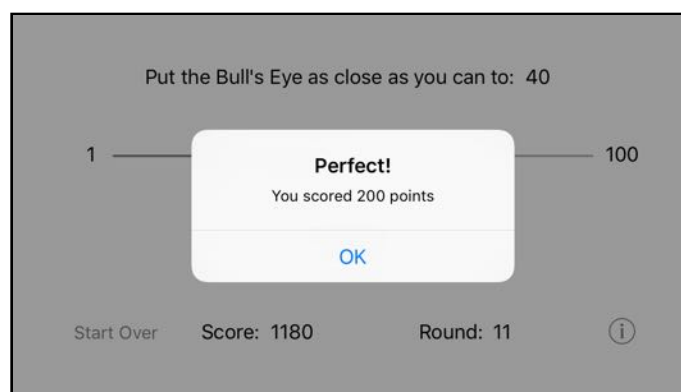 Put the Bull's Eye as close as you can to: 40
1 100
Perfect!
You scored 200 points
OK
Start Over Score: 1180 Round: 11